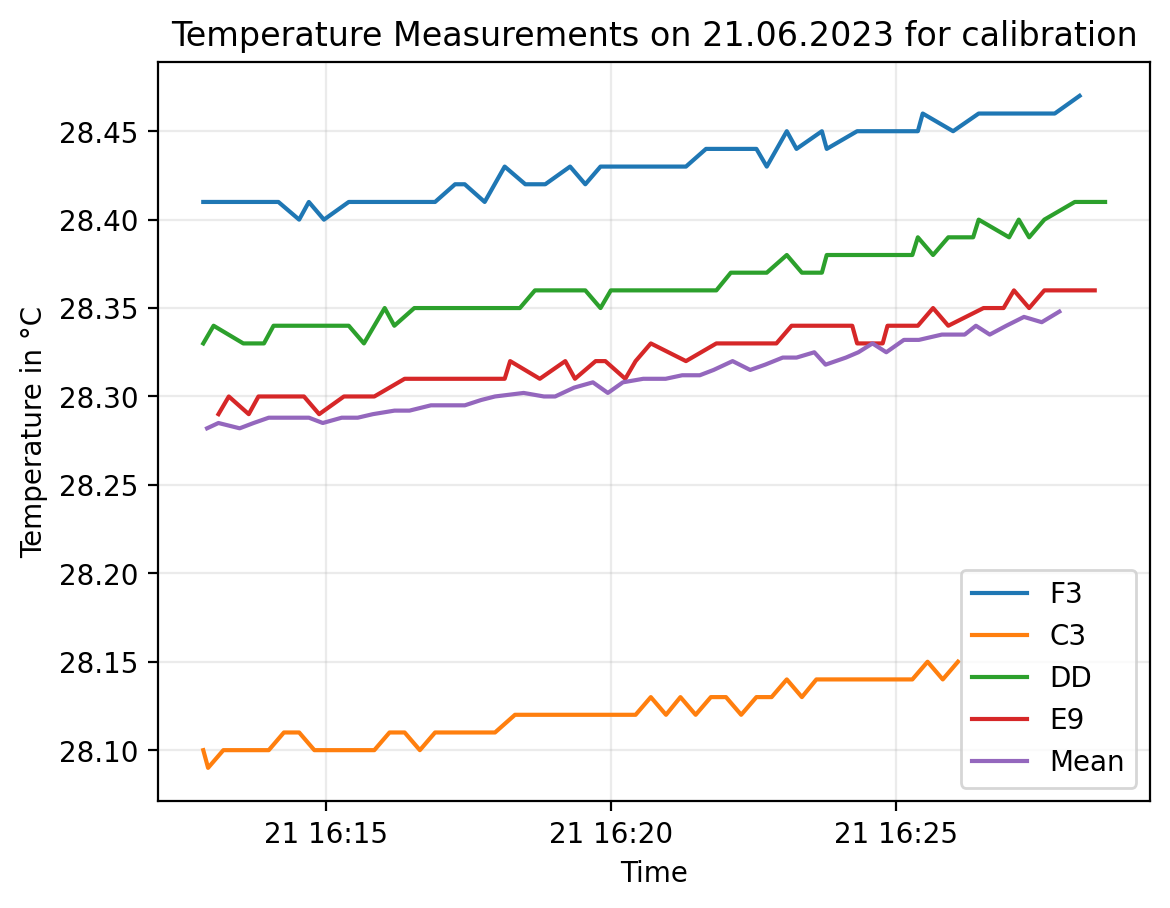 Temperature Measurements on 21.06.2023 for calibration
Temperature in °C
28.45
28.40
28.35
28.30
28.25
28.20
28.15
28.10
F3
C3
DD
E9
Mean
21 16:15
21 16:20
21 16:25
Time